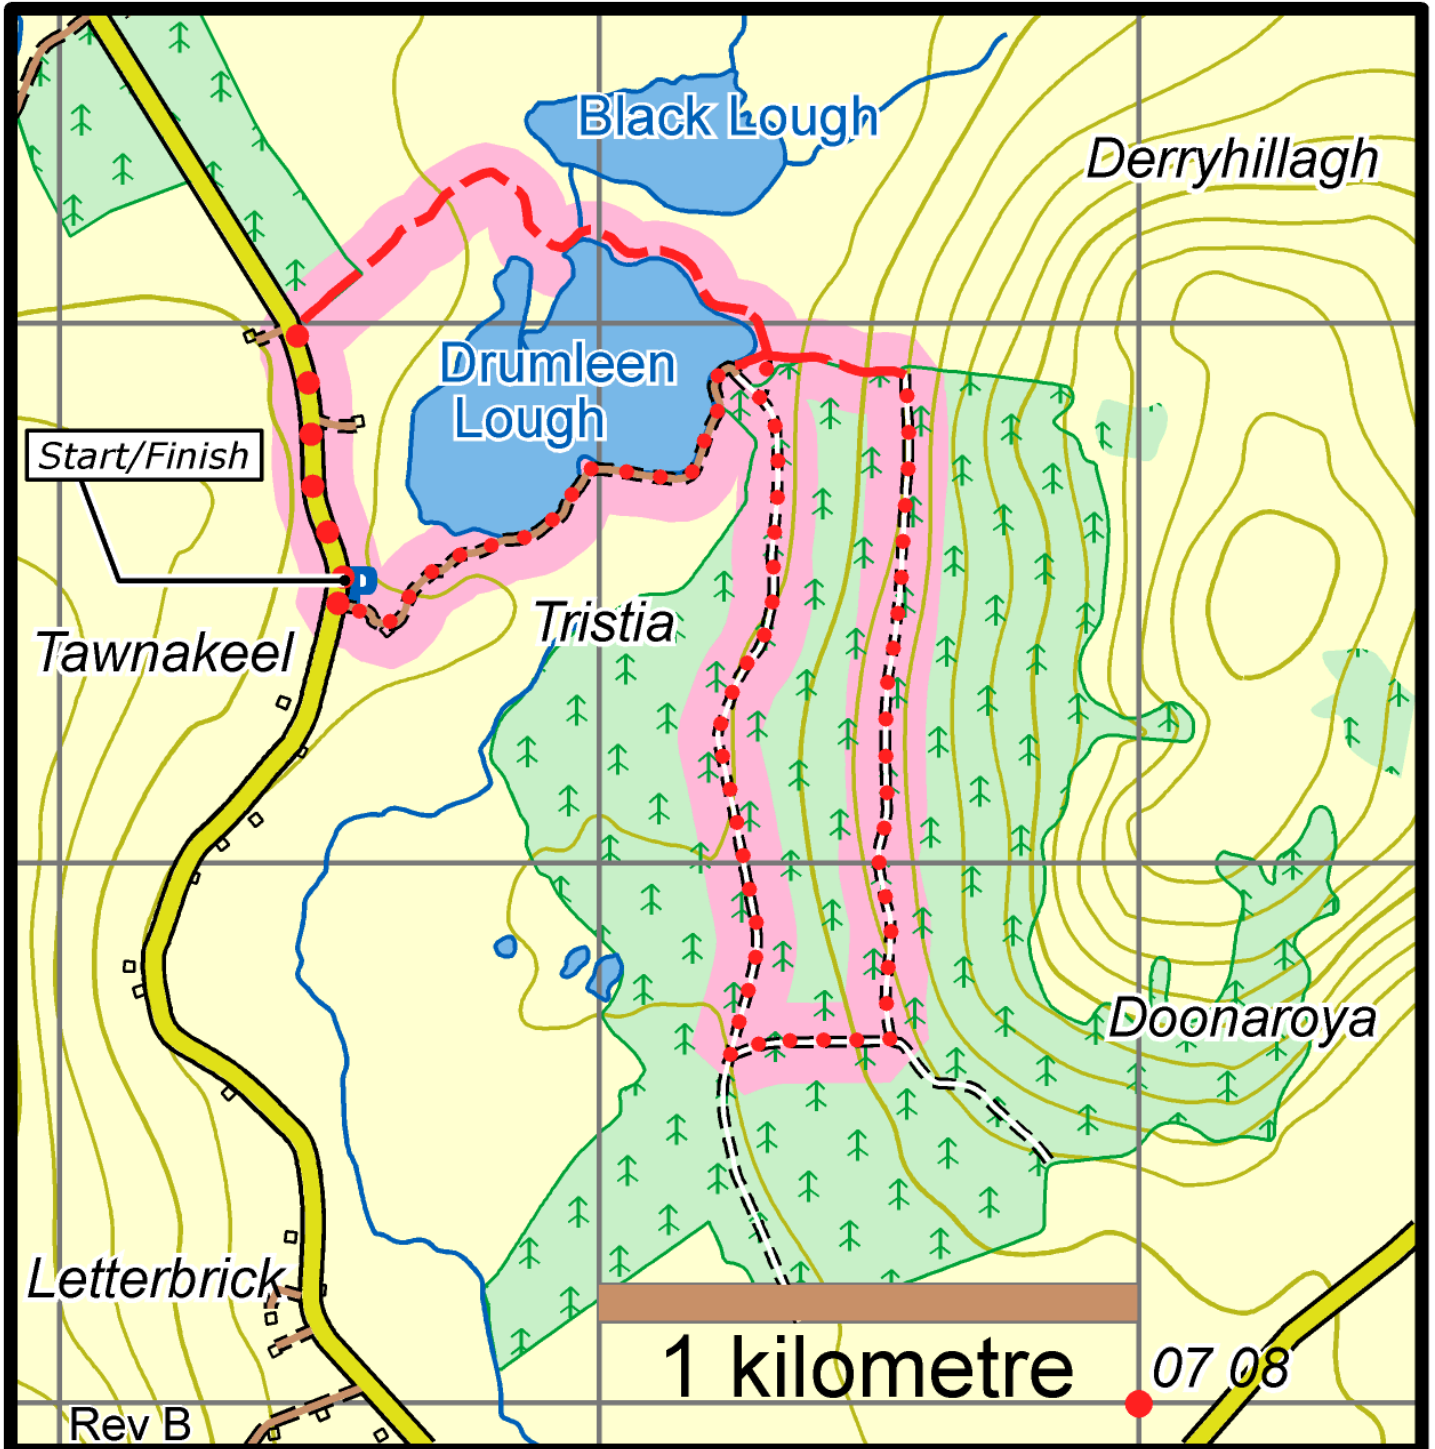 Black Lough
Derryhillagh
Drumleen
Lough
Start/Finish
P
Tristia
Tawnakeel
Doonaroya
Letterbrick
1 kilometre
07 08
Rev B